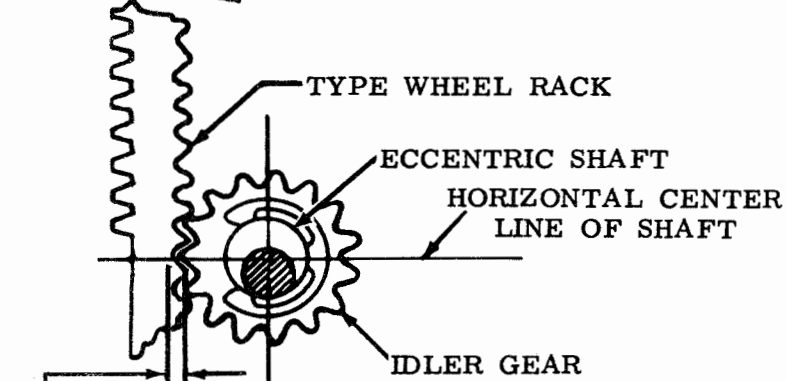 TYPE WHEEL RACK
ECCENTRIC SHAFT
HORIZONTAL CENTER
LINE OF SHAFT
IDLER GEAR